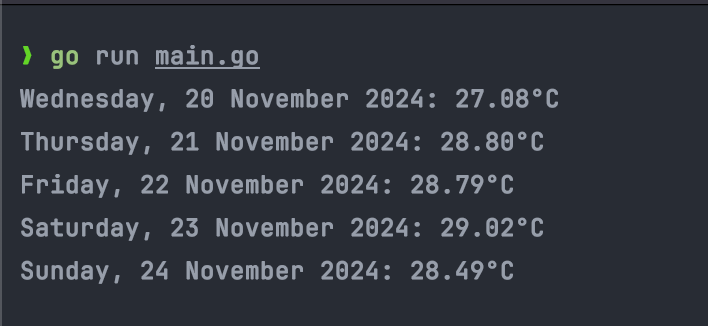 ❯ go run main.go
Wednesday, 20 November 2024: 27.08°C
Thursday, 21 November 2024: 28.80°C
Friday, 22 November 2024: 28.79°C
Saturday, 23 November 2024: 29.02°C
Sunday, 24 November 2024: 28.49°C